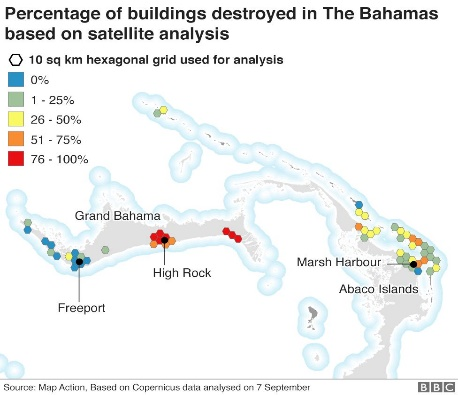 Percentage of buildings destroyed in The Bahamas
based on satellite analysis
10 sq km hexagonal grid used for analysis
0%
1 - 25%
26 - 50%
51 - 75%
76 - 100%
Grand Bahama
High Rock
Freeport
Marsh Harbour
Abaco Islands
Source: Map Action, Based on Copernicus data analysed on 7 September
BBC